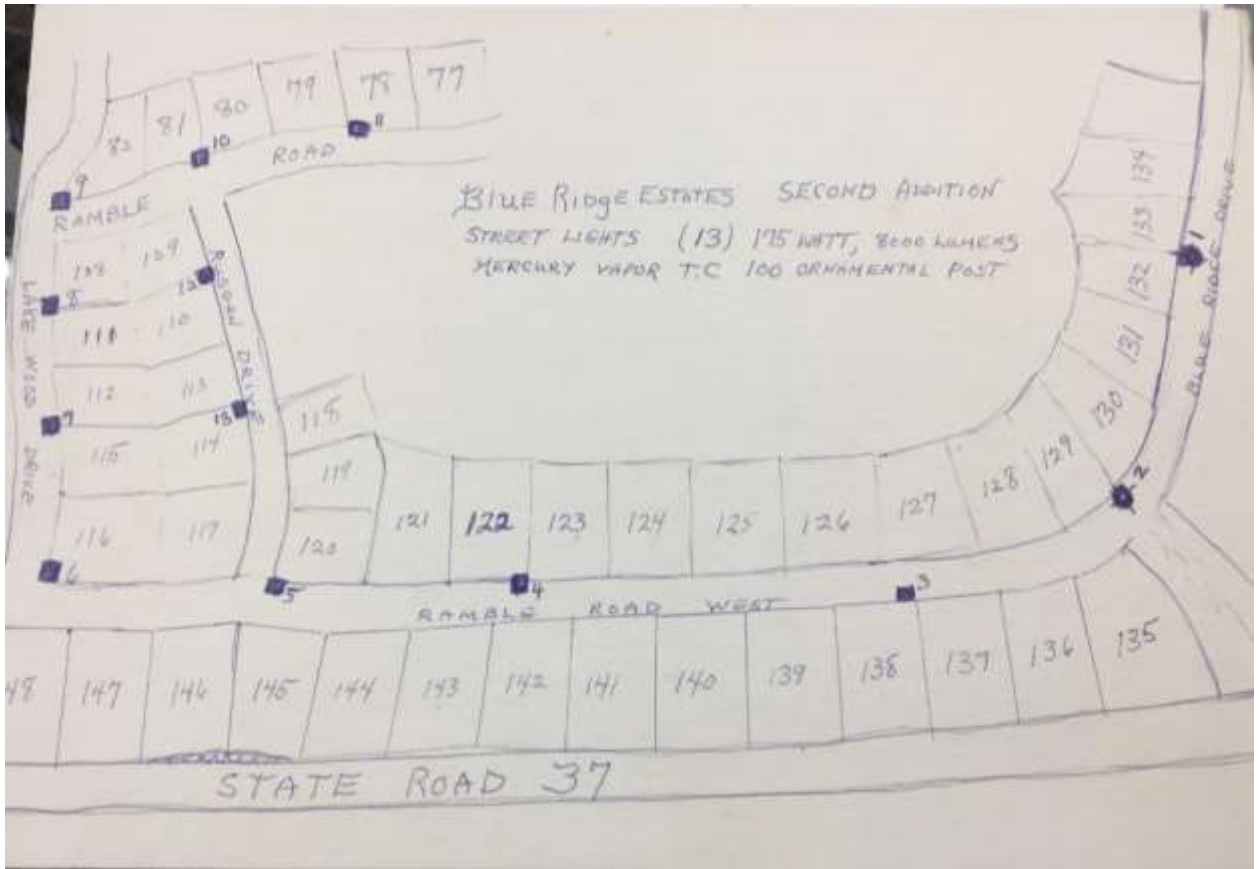 79 78 77
80
81
82
11
10
ROAD
9
RAMBLE
Blue Ridge ESTATES SECOND ADDITION
STREET LIGHTS (13) 175 WATT, 8000 LUMENS
MERCURY VAPOR T.C 100 ORNAMENTAL POST
134
133
1
132
131
130
BLUE RIDGE DRIVE
108 109
12
8
LAKE WOOD DRIVE
111 110
DRIVE
112 113
7
13
118
115 114
119
116 117
120
121 122 123 124 125 126 127 128 129
2
6
5
4
3
RAMBLE ROAD WEST
147 146 145 144 143 142 141 140 139 138 137 136 135
STATE ROAD 37